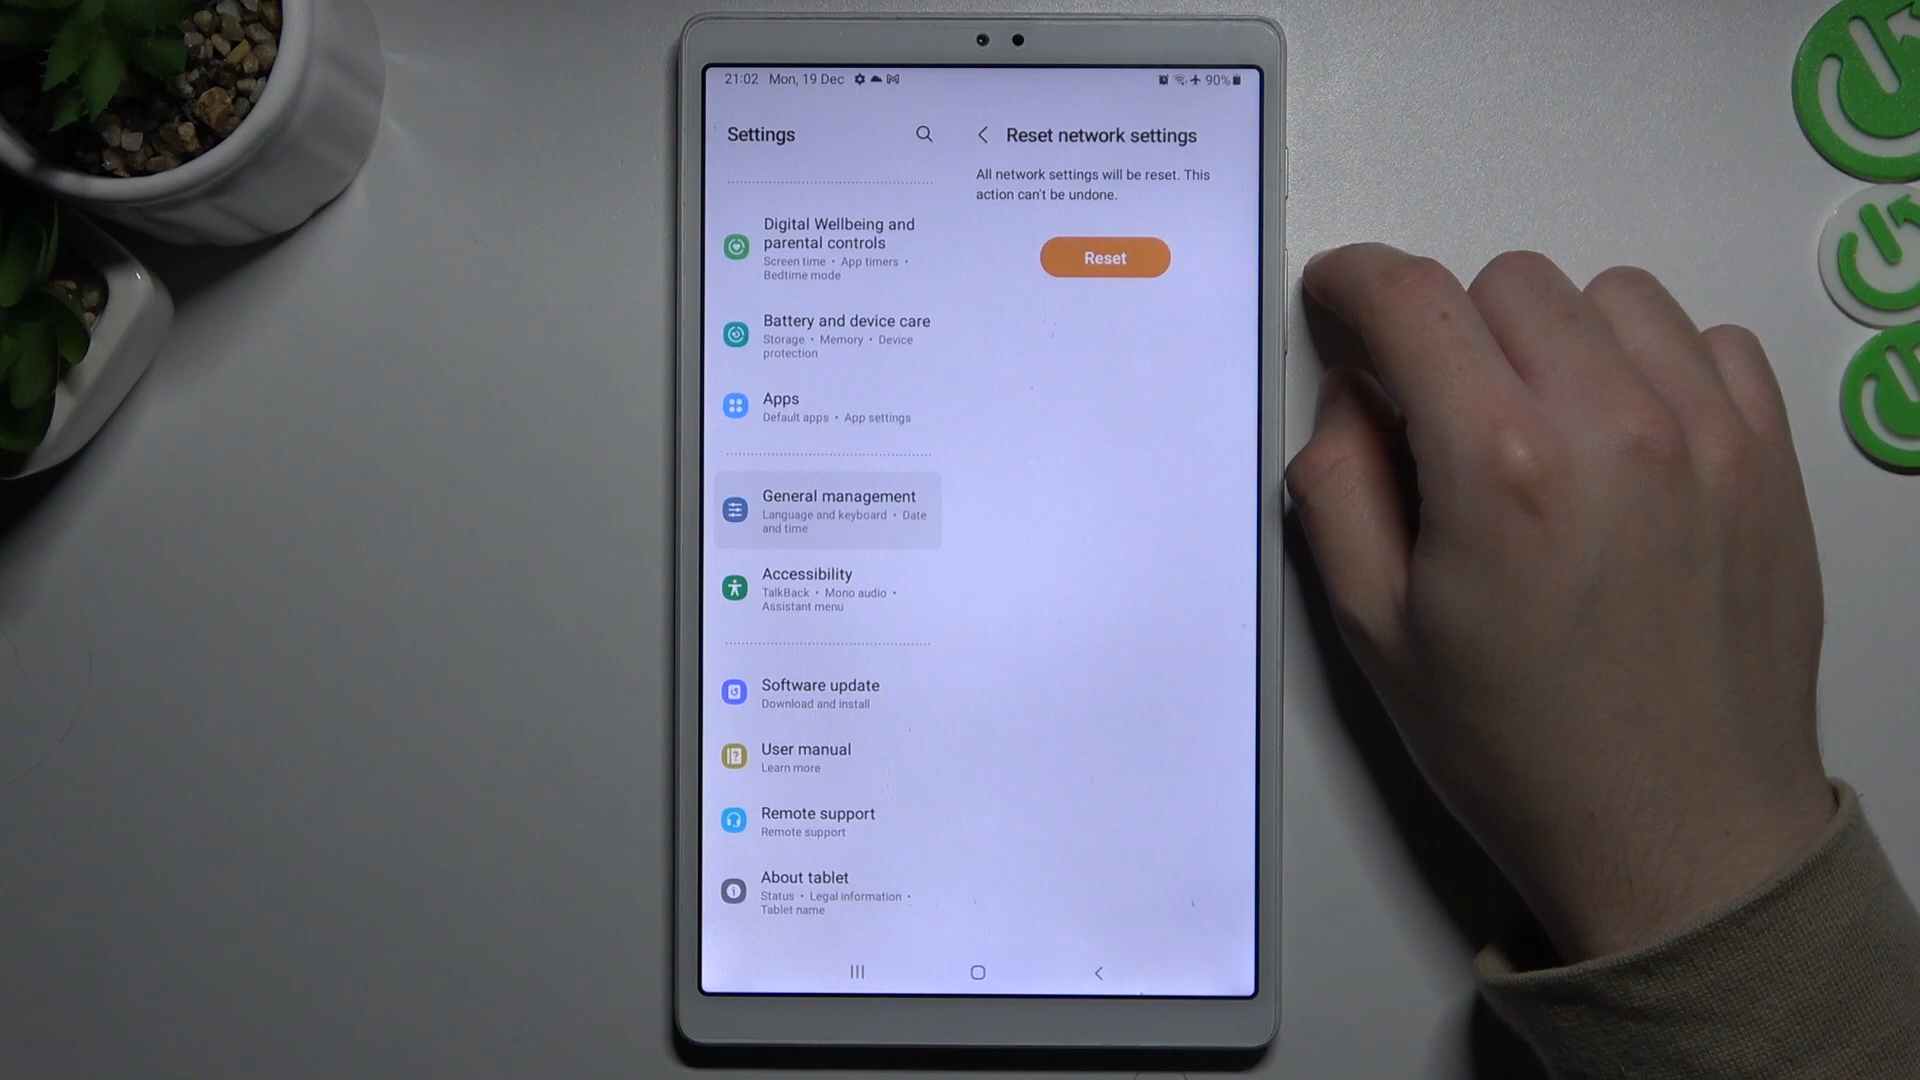 21:02 Mon, 19 Dec
90%
Settings
Digital Wellbeing and
parental controls
Screen time • App timers •
Bedtime mode
Battery and device care
Storage • Memory • Device
protection
Apps
Default apps • App settings
General management
Language and keyboard • Date
and time
Accessibility
TalkBack • Mono audio •
Assistant menu
Software update
Download and install
User manual
Learn more
Remote support
Remote support
About tablet
Status • Legal information •
Tablet name
Reset network settings
All network settings will be reset. This
action can't be undone.
Reset